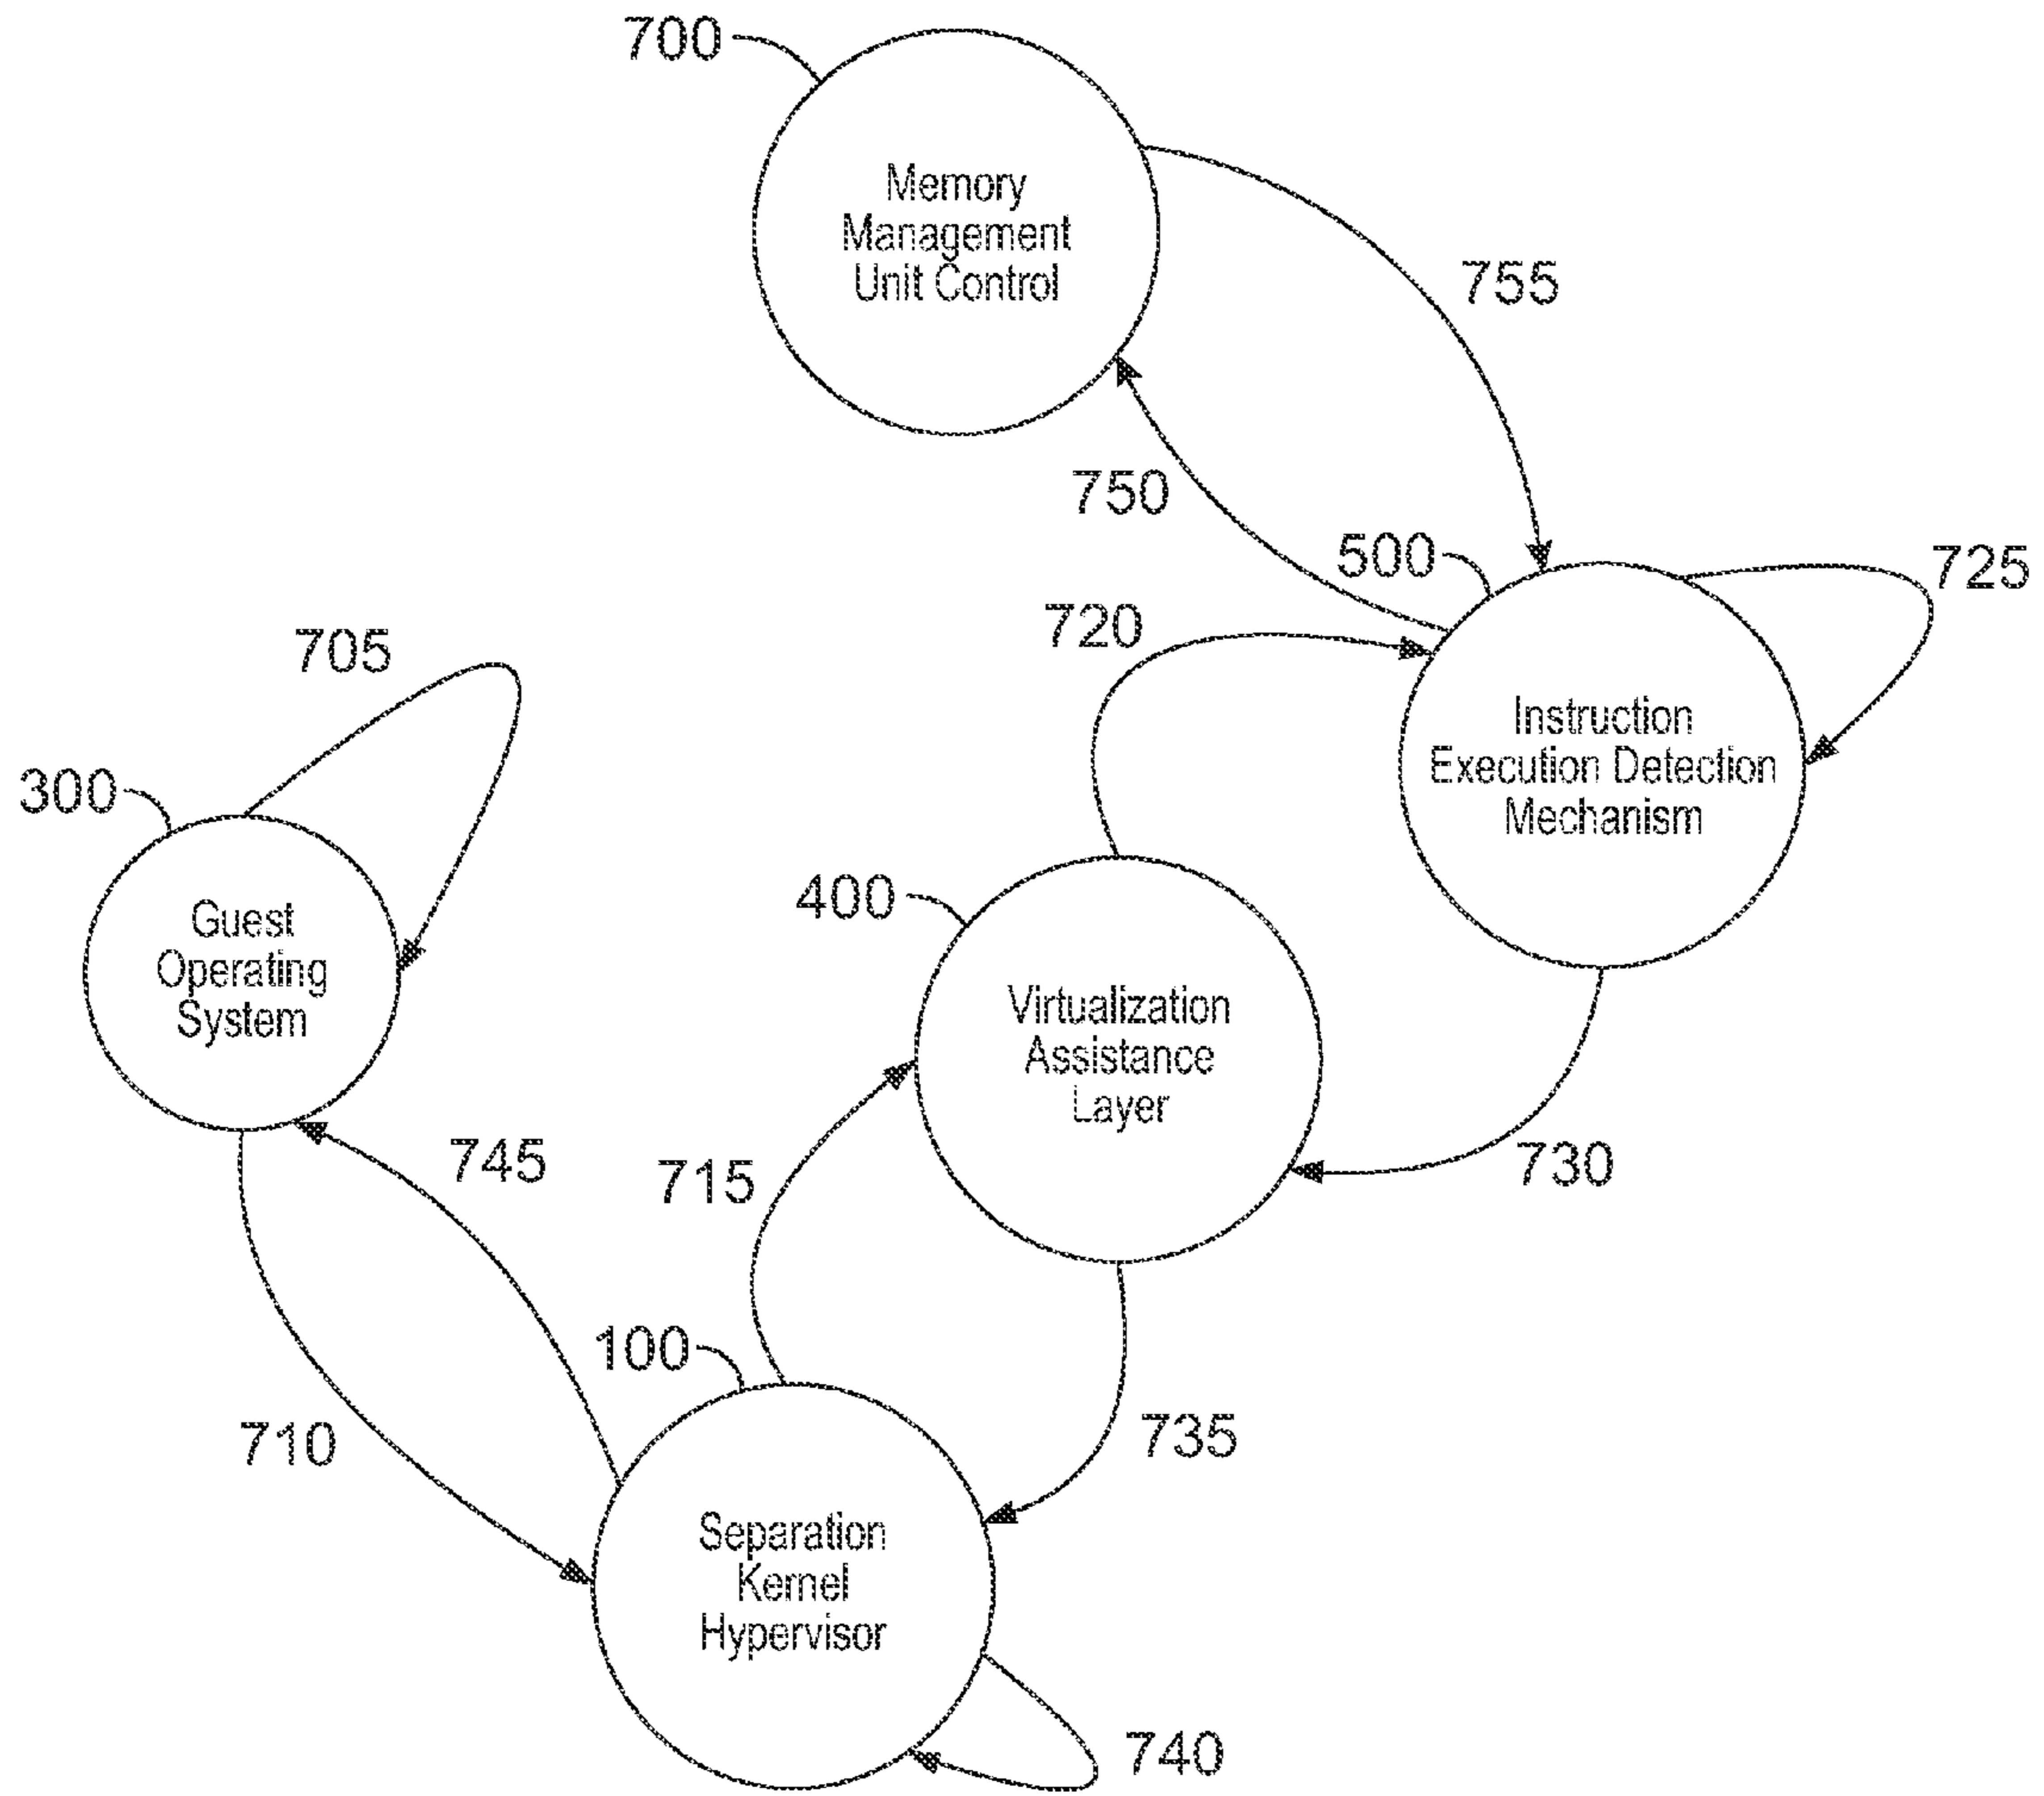 700
Memory
Management
Unit Control
755
750
500
725
720
705
Instruction
Execution Detection
Mechanism
300
400
Guest
Operating
System
Virtualization
Assistance
Layer
745
715
730
100
710
735
Separation
Kernel
Hypervisor
740